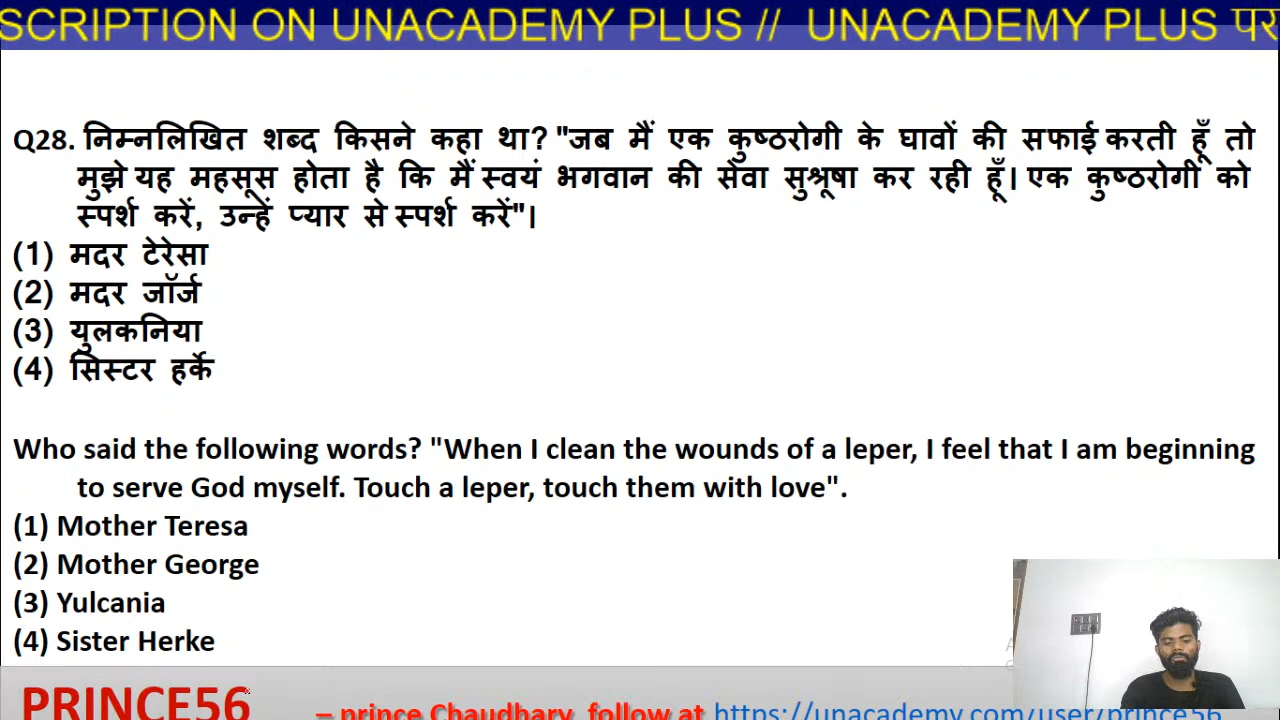 SCRIPTION ON UNACADEMY PLUS // UNACADEMY PLUS पर
Q28. निम्नलिखित शब्द किसने कहा था? "जब मैं एक कुष्ठरोगी के घावों की सफाई करती हूँ तो
मुझे यह महसूस होता है कि मैं स्वयं भगवान की सेवा सुश्रूषा कर रही हूँ। एक कुष्ठरोगी को
स्पर्श करें, उन्हें प्यार से स्पर्श करें"।
(1) मदर टेरेसा
(2) मदर जॉर्ज
(3) युलकनिया
(4) सिस्टर हर्के
Who said the following words? "When I clean the wounds of a leper, I feel that I am beginning
to serve God myself. Touch a leper, touch them with love".
(1) Mother Teresa
(2) Mother George
(3) Yulcania
(4) Sister Herke
PRINCE56 – prince Chaudhary follow at https://unacademy.com/user/prince56